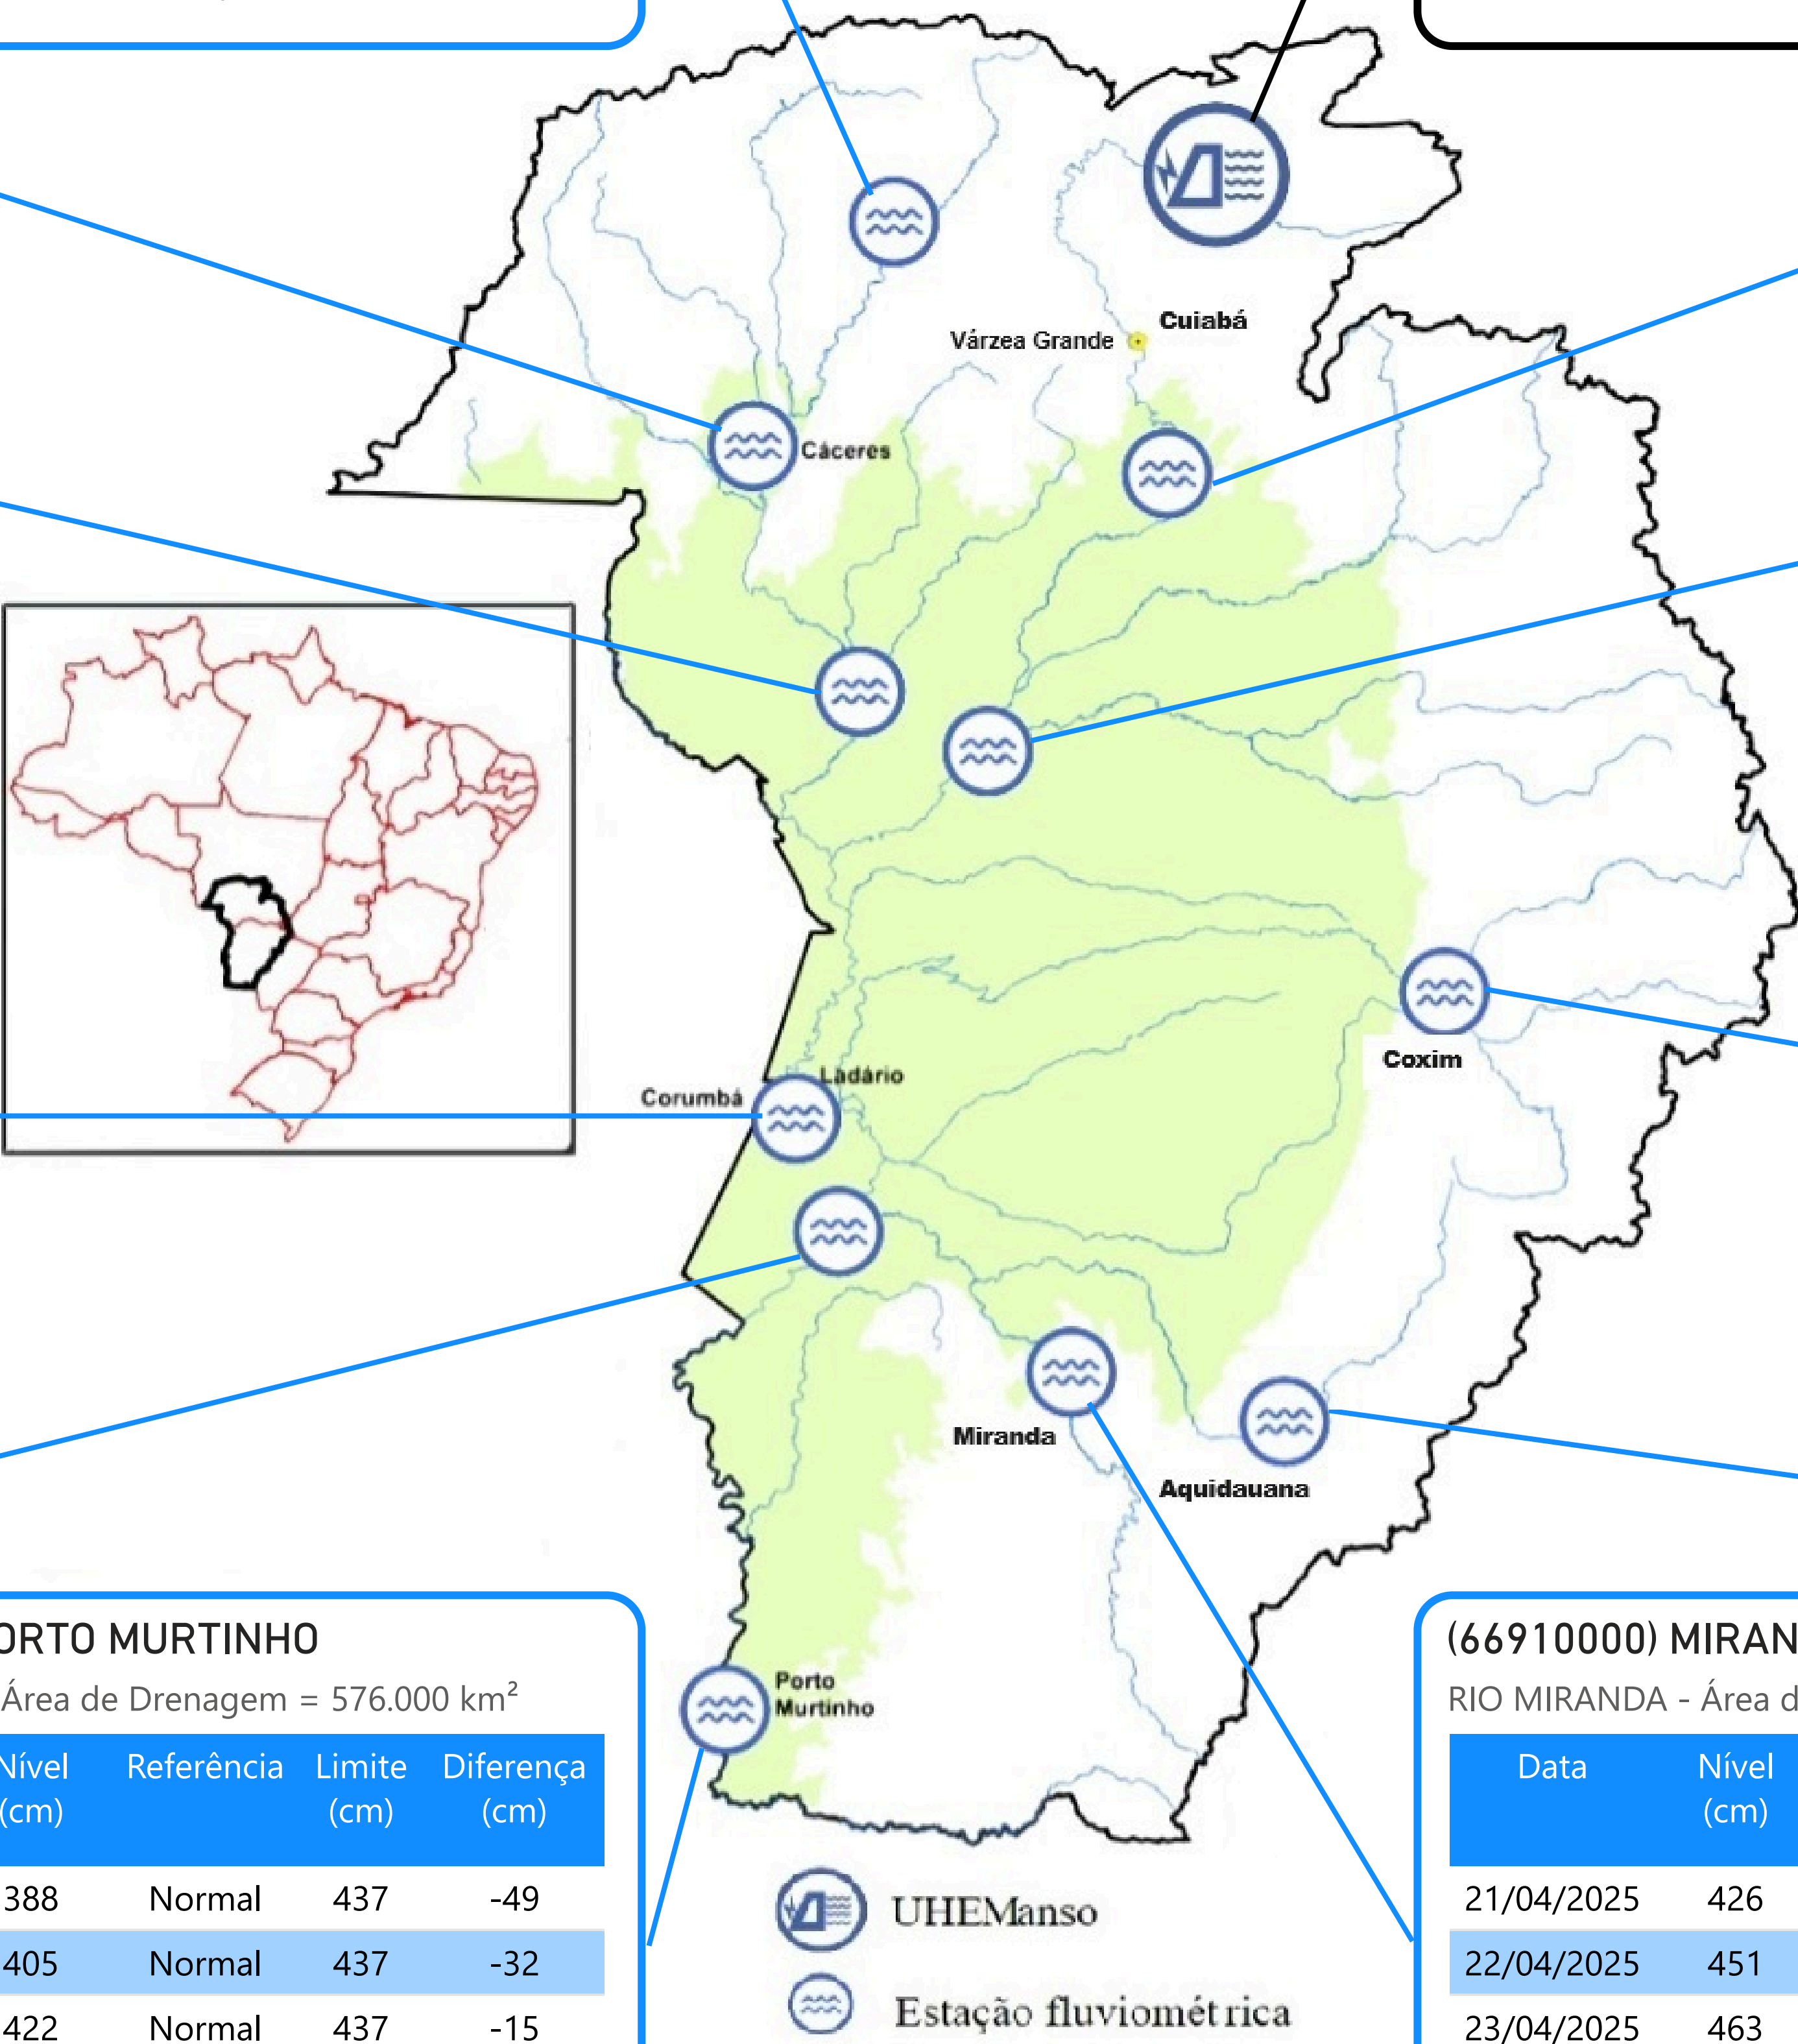 Cuiabá
Várzea Grande
Cáceres
Coxim
Ladário
Corumbá
Miranda
Aquidauana
Porto
Murtinho
ORTO MURTINHO
Área de Drenagem = 576.000 km²
Nível Referência Limite Diferença
(cm) (cm) (cm)
388 Normal 437 -49
405 Normal 437 -32
422 Normal 437 -15
UHEManso
Estação fluviométrica
(66910000) MIRAN
RIO MIRANDA - Área d
Data Nível
(cm)
21/04/2025 426
22/04/2025 451
23/04/2025 463